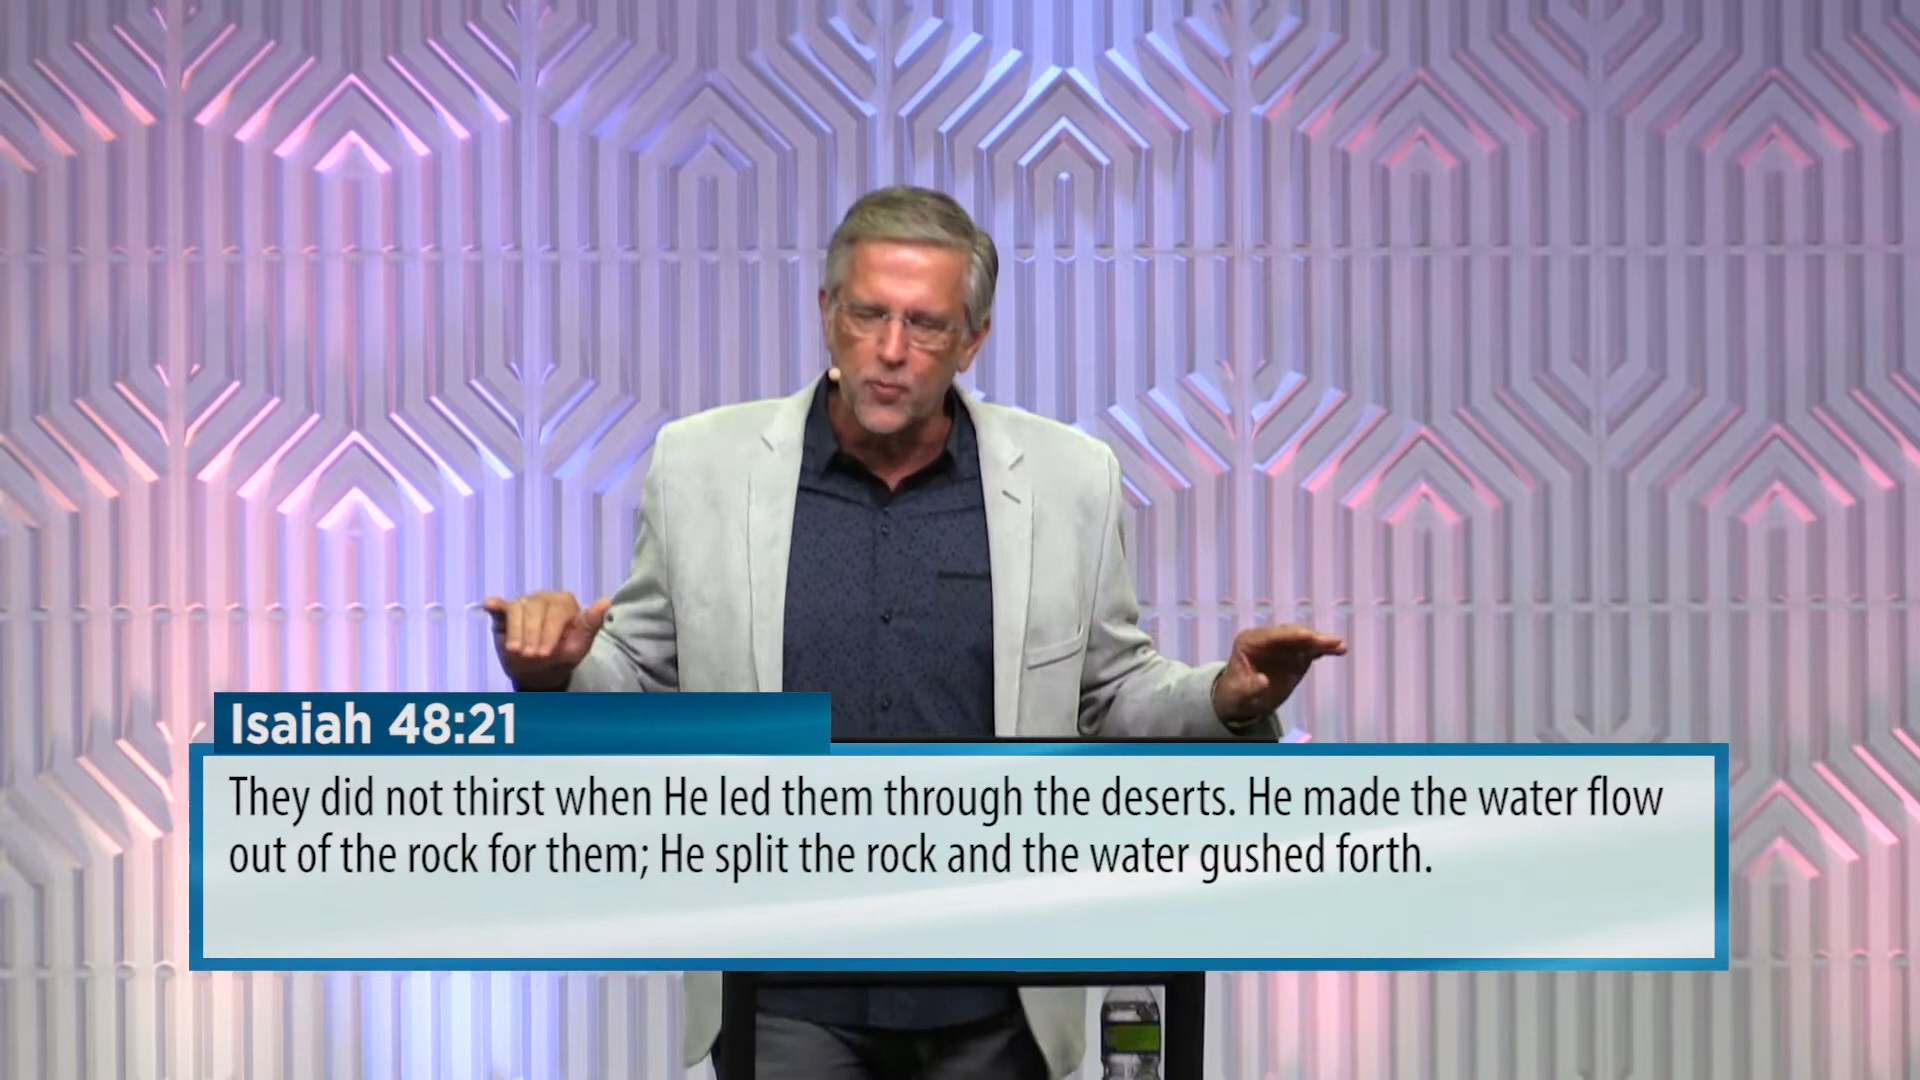 Isaiah 48:21
They did not thirst when He led them through the deserts. He made the water flow
out of the rock for them; He split the rock and the water gushed forth.